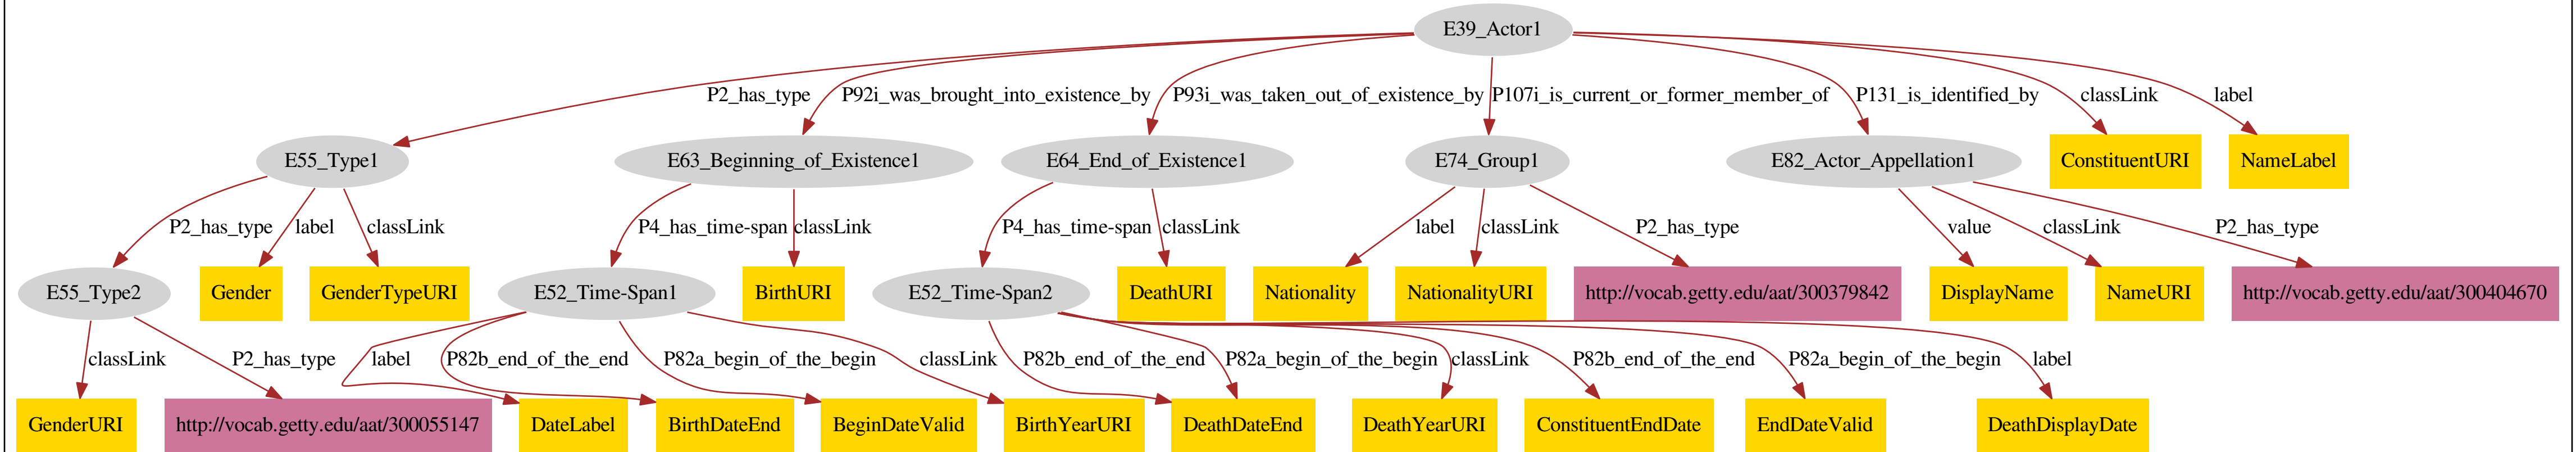 E39_Actor1
P2_has_type P92i_was_brought_into_existence_by P93i_was_taken_out_of_existence_by P107i_is_current_or_former_member_of P131_is_identified_by classLink label
E55_Type1 E63_Beginning_of_Existence1 E64_End_of_Existence1 E74_Group1 E82_Actor_Appellation1 ConstituentURI NameLabel
P2_has_type label classLink P4_has_time-span classLink P4_has_time-span classLink label classLink P2_has_type value classLink P2_has_type
E55_Type2 Gender GenderTypeURI E52_Time-Span1 BirthURI E52_Time-Span2 DeathURI Nationality NationalityURI http://vocab.getty.edu/aat/300379842 DisplayName NameURI http://vocab.getty.edu/aat/300404670
classLink P2_has_type label P82b_end_of_the_end P82a_begin_of_the_begin classLink P82b_end_of_the_end P82a_begin_of_the_begin classLink P82b_end_of_the_end P82a_begin_of_the_begin label
GenderURI http://vocab.getty.edu/aat/300055147 DateLabel BirthDateEnd BeginDateValid BirthYearURI DeathDateEnd DeathYearURI ConstituentEndDate EndDateValid DeathDisplayDate